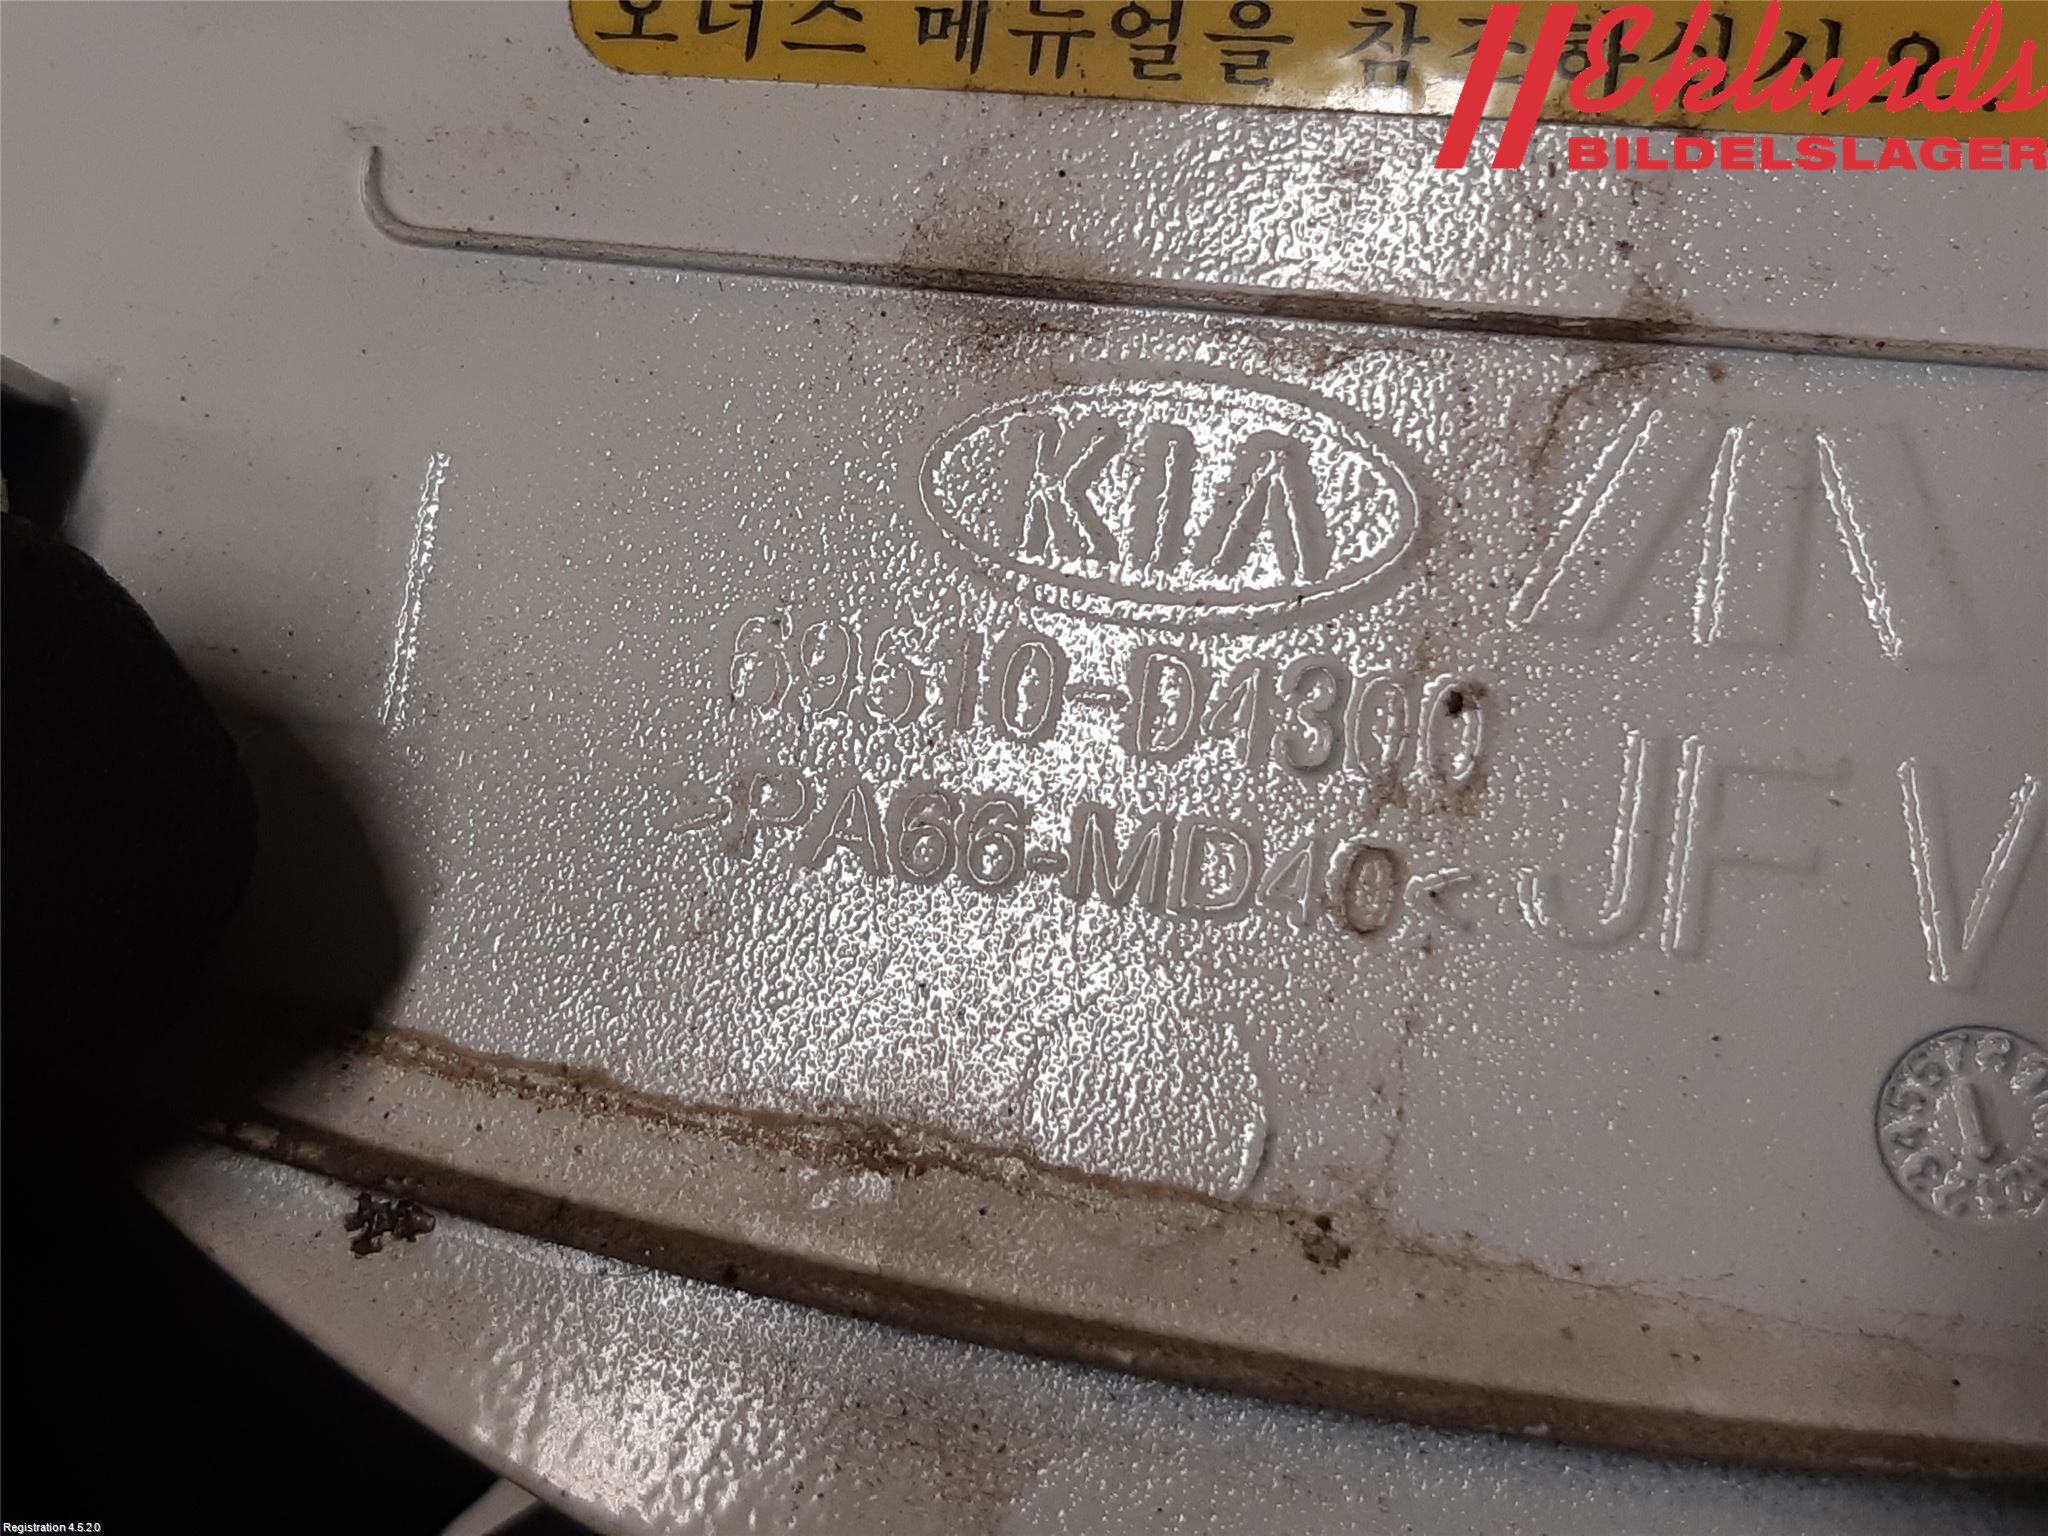 오너스 메뉴얼을 참조하십시오.
Eklunds
BILDELSLAGER
KIA
69510-D4300
>PA66-MD40<
JF
Registration 4.5.2.0